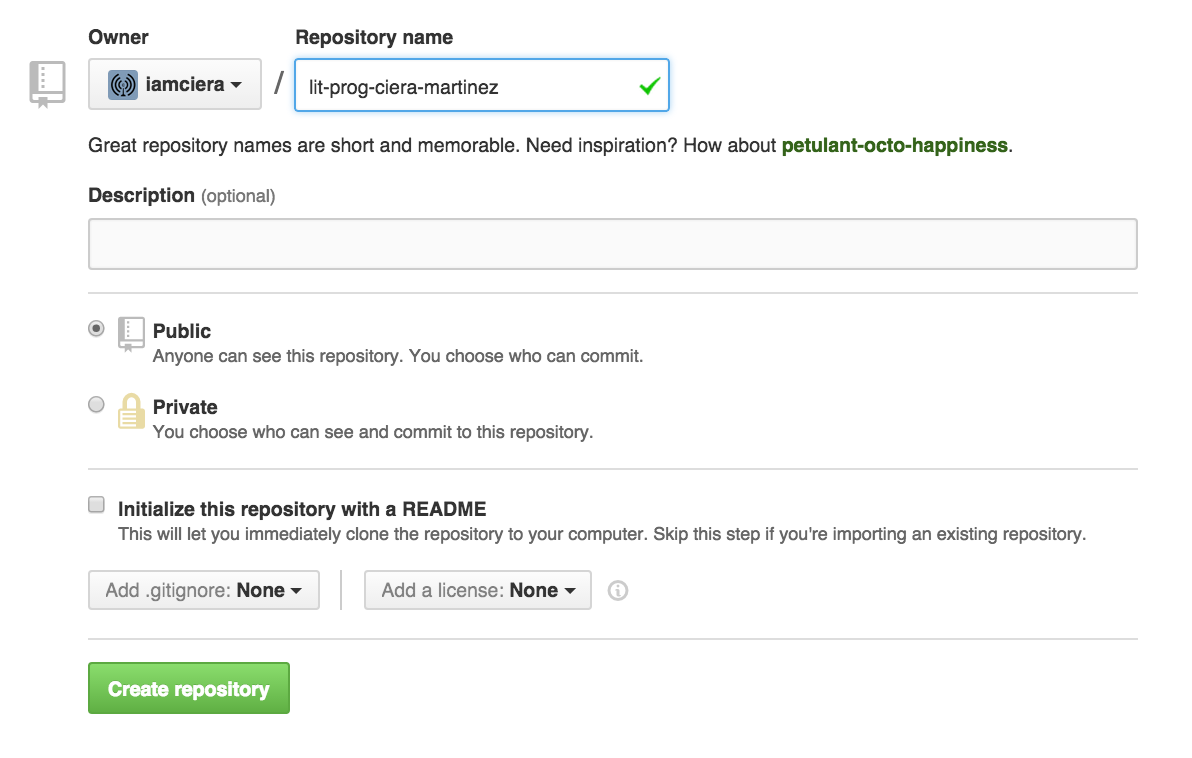 Owner Repository name
iamciera / lit-prog-ciera-martinez
Great repository names are short and memorable. Need inspiration? How about petulant-octo-happiness.
Description (optional)
Public
Anyone can see this repository. You choose who can commit.
Private
You choose who can see and commit to this repository.
Initialize this repository with a README
This will let you immediately clone the repository to your computer. Skip this step if you're importing an existing repository.
Add .gitignore: None Add a license: None
Create repository